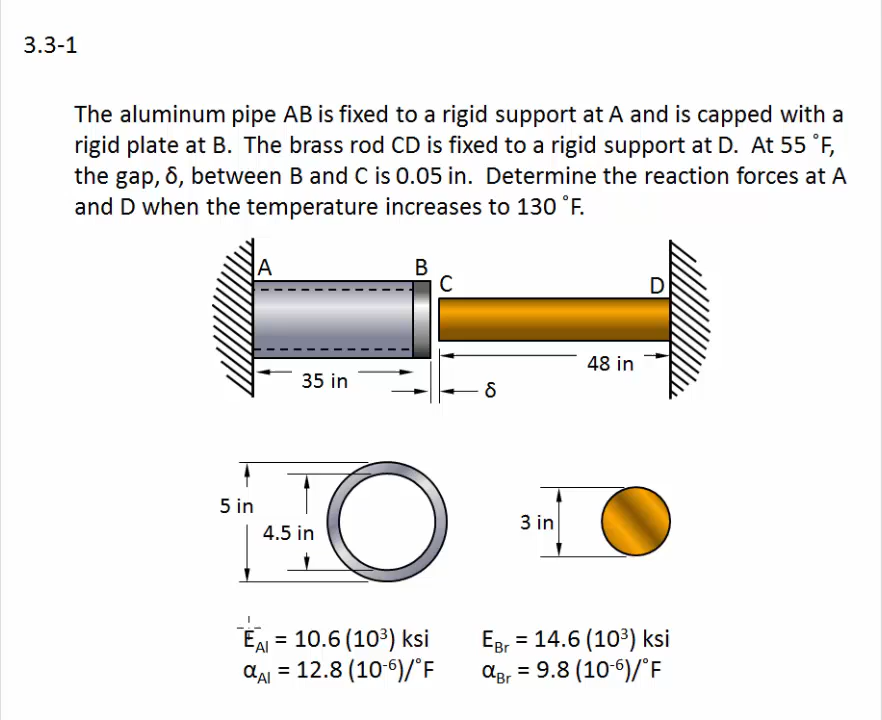 3.3-1
The aluminum pipe AB is fixed to a rigid support at A and is capped with a
rigid plate at B. The brass rod CD is fixed to a rigid support at D. At 55 ˚F,
the gap, δ, between B and C is 0.05 in. Determine the reaction forces at A
and D when the temperature increases to 130 ˚F.
A B C D
35 in δ 48 in
5 in 4.5 in 3 in
E_Al = 10.6 (10³) ksi E_Br = 14.6 (10³) ksi
α_Al = 12.8 (10⁻⁶)/˚F α_Br = 9.8 (10⁻⁶)/˚F